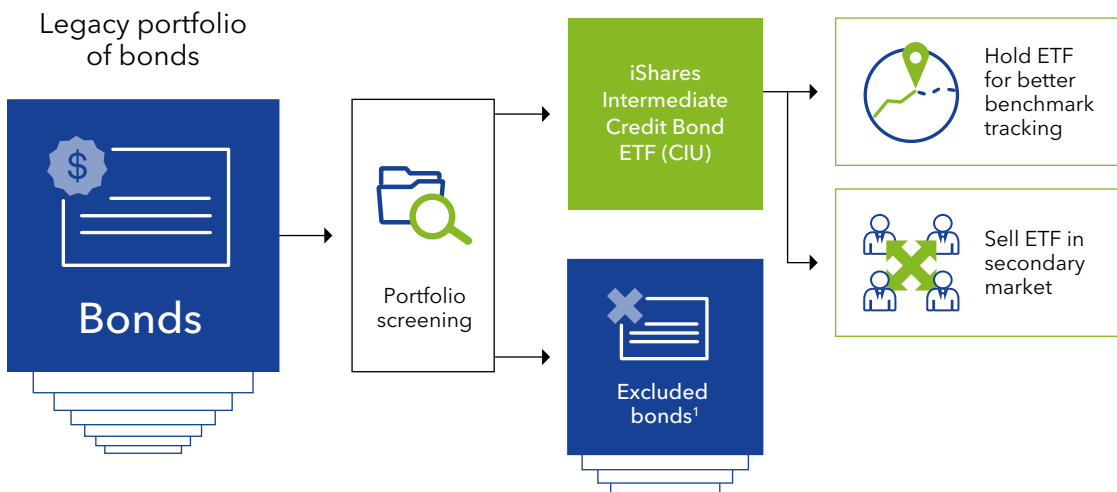 Legacy portfolio
of bonds
$
Bonds
Portfolio
screening
iShares
Intermediate
Credit Bond
ETF (CIU)
Excluded
bonds¹
Hold ETF
for better
benchmark
tracking
Sell ETF in
secondary
market